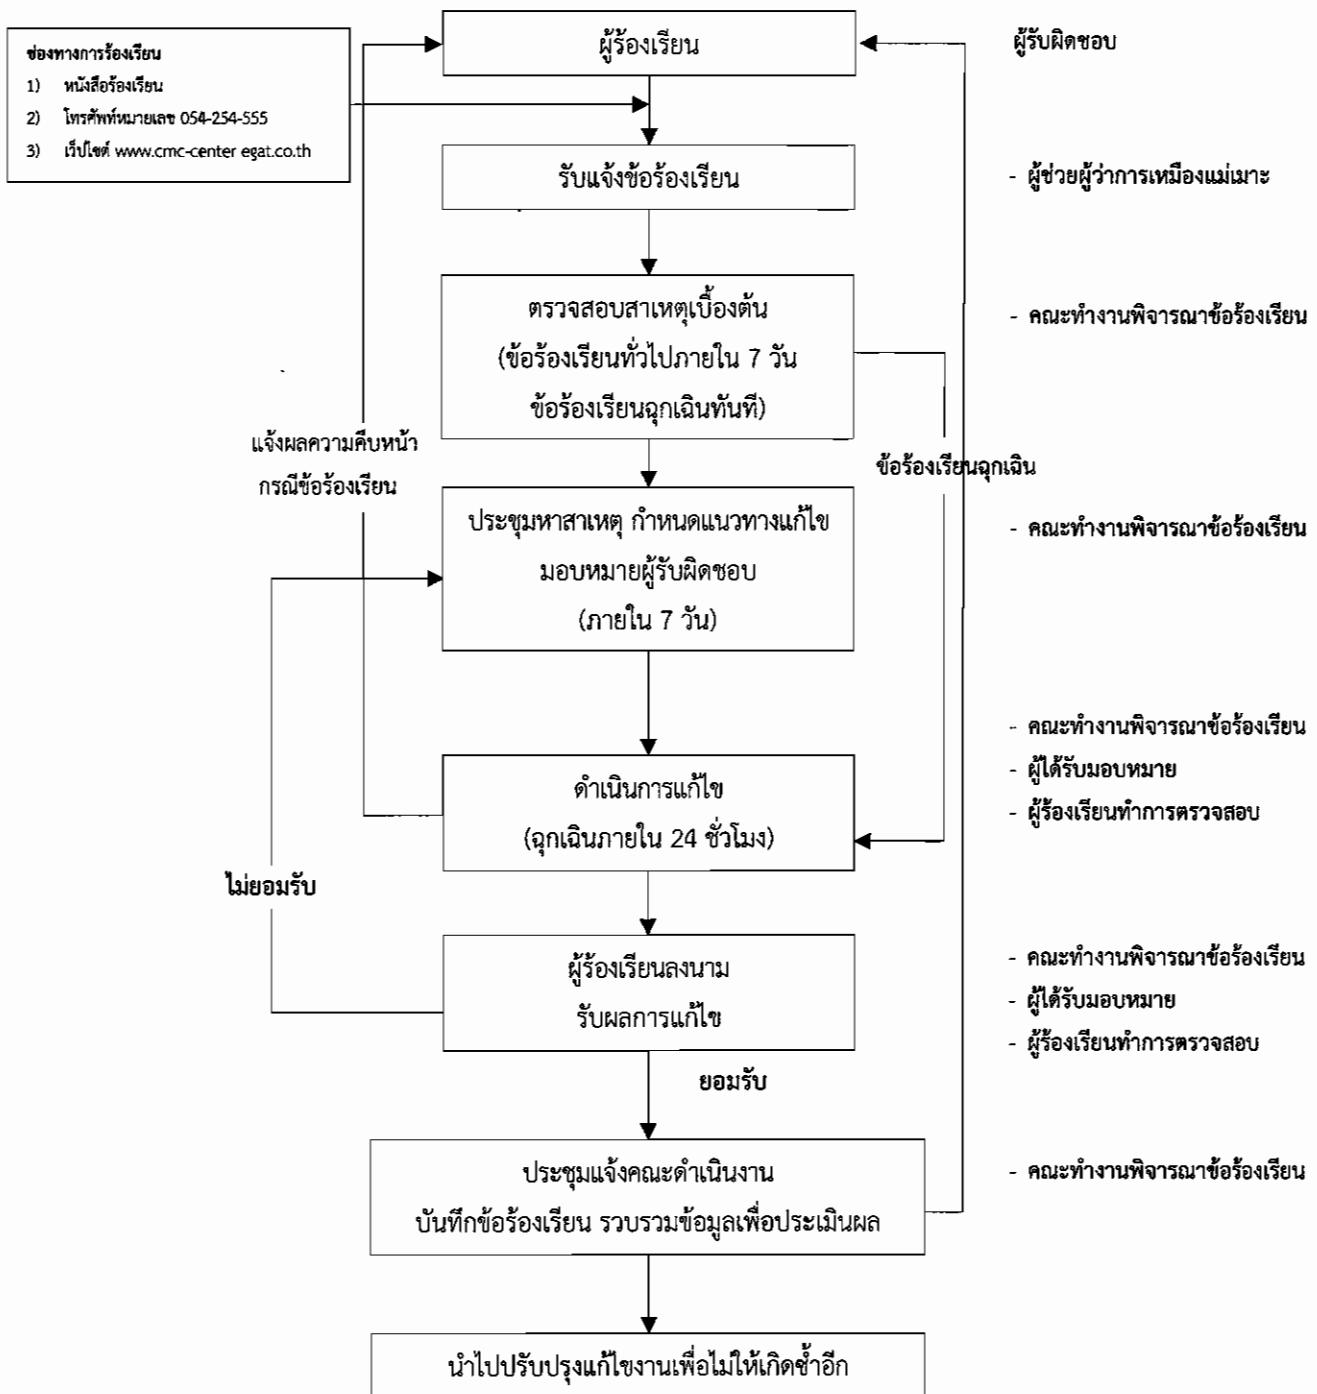 ผู้ร้องเรียน
ผู้รับผิดชอบ
ช่องทางการร้องเรียน
1) หนังสือร้องเรียน
2) โทรศัพท์หมายเลข 054-254-555
3) เว็ปไซต์ www.cmc-center egat.co.th
รับแจ้งข้อร้องเรียน
- ผู้ช่วยผู้ว่าการเหมืองแม่เมาะ
ตรวจสอบสาเหตุเบื้องต้น
(ข้อร้องเรียนทั่วไปภายใน 7 วัน
ข้อร้องเรียนฉุกเฉินทันที)
- คณะทำงานพิจารณาข้อร้องเรียน
แจ้งผลความคืบหน้า
กรณีข้อร้องเรียน
ข้อร้องเรียนฉุกเฉิน
ประชุมหาสาเหตุ กำหนดแนวทางแก้ไข
มอบหมายผู้รับผิดชอบ
(ภายใน 7 วัน)
- คณะทำงานพิจารณาข้อร้องเรียน
ดำเนินการแก้ไข
(ฉุกเฉินภายใน 24 ชั่วโมง)
- คณะทำงานพิจารณาข้อร้องเรียน
- ผู้ได้รับมอบหมาย
- ผู้ร้องเรียนทำการตรวจสอบ
ไม่ยอมรับ
ผู้ร้องเรียนลงนาม
รับผลการแก้ไข
- คณะทำงานพิจารณาข้อร้องเรียน
- ผู้ได้รับมอบหมาย
- ผู้ร้องเรียนทำการตรวจสอบ
ยอมรับ
ประชุมแจ้งคณะดำเนินงาน
บันทึกข้อร้องเรียน รวบรวมข้อมูลเพื่อประเมินผล
- คณะทำงานพิจารณาข้อร้องเรียน
นำไปปรับปรุงแก้ไขงานเพื่อไม่ให้เกิดซ้ำอีก